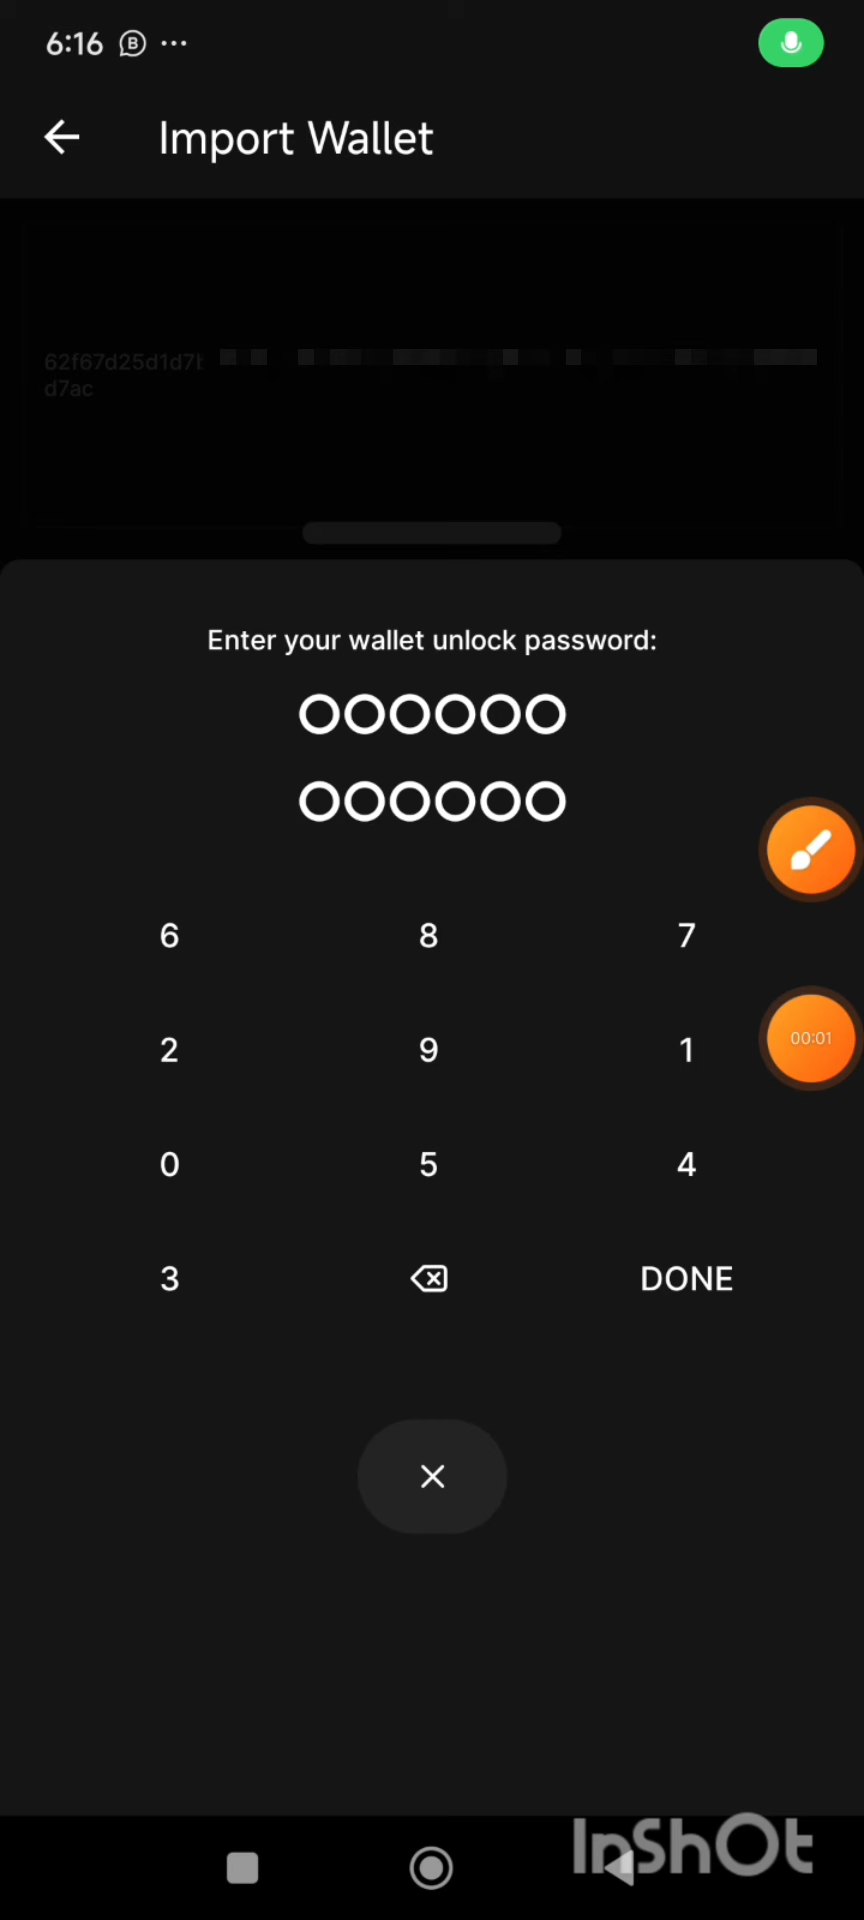 6:16
Import Wallet
62f67d25d1d7b
d7ac
Enter your wallet unlock password:
6 8 7
2 9 1
00:01
0 5 4
3 DONE
InShOt